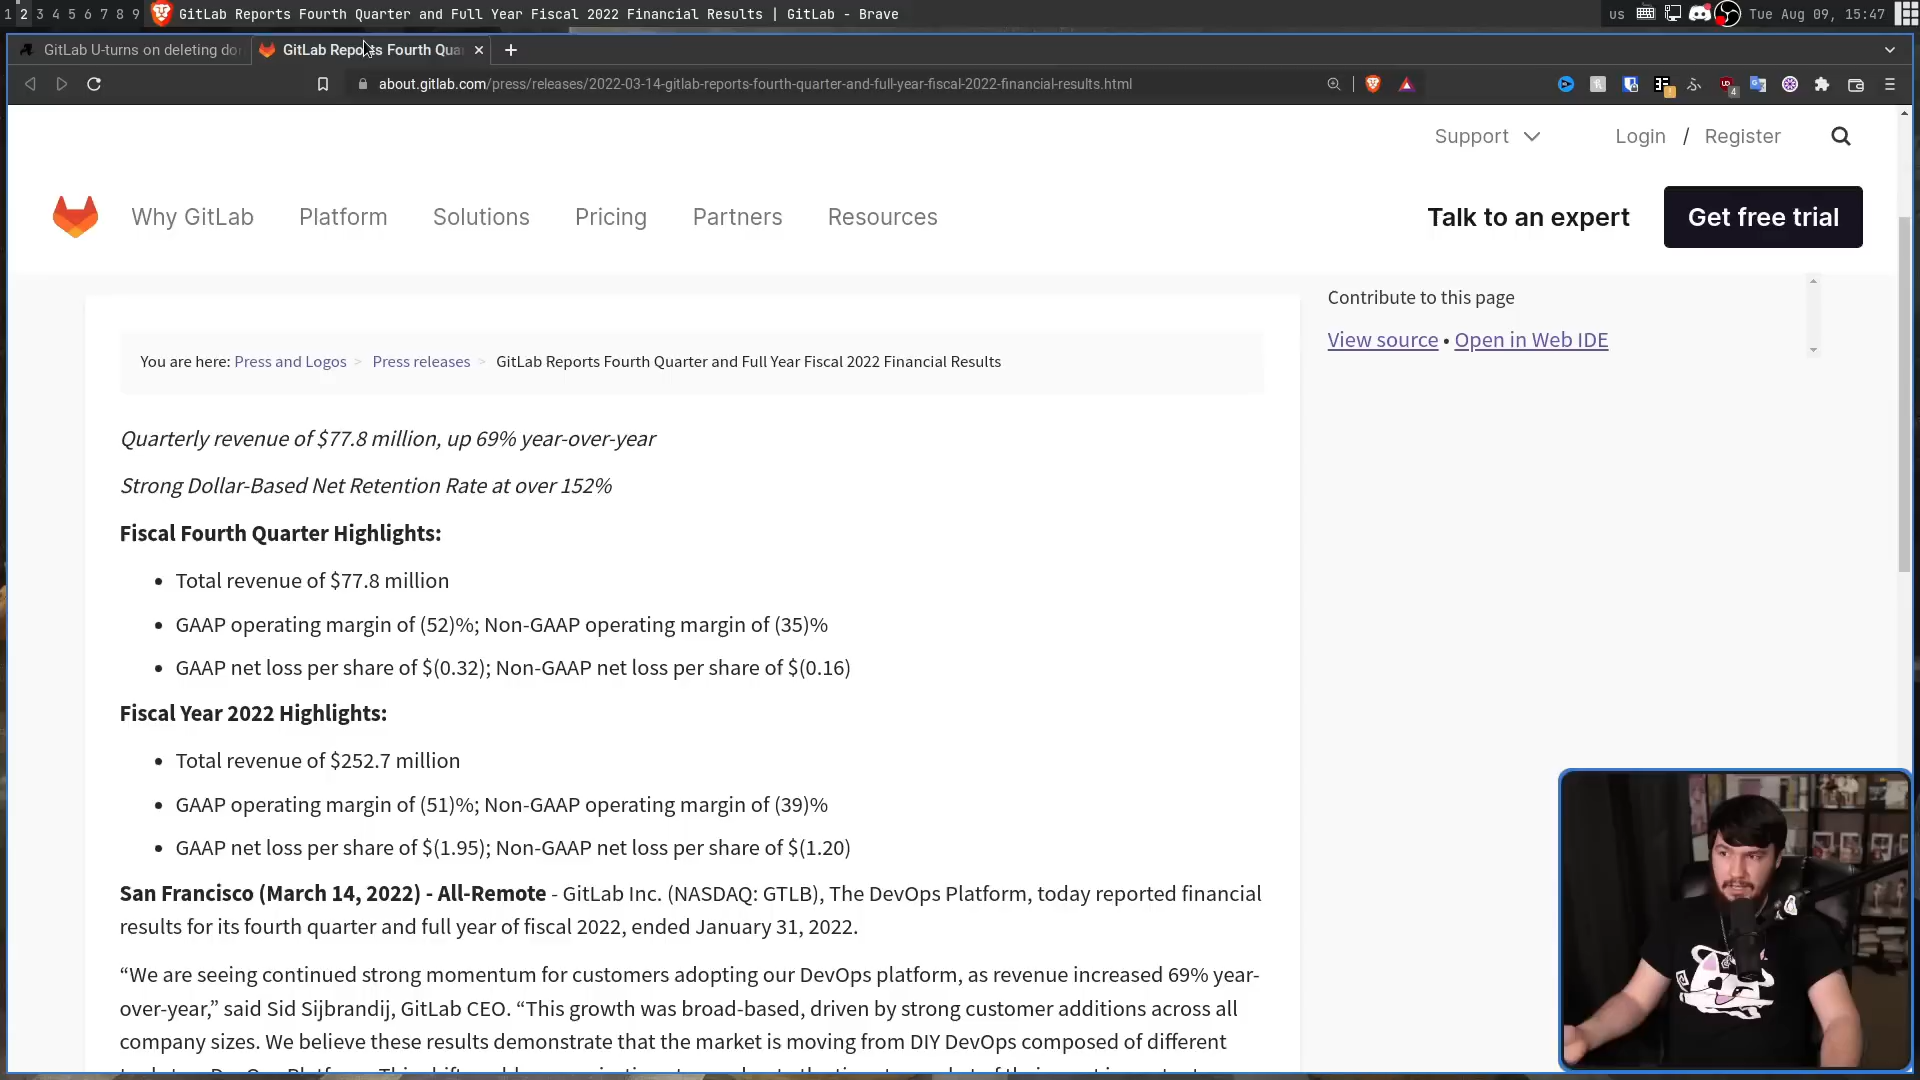 1 2 3 4 5 6 7 8 9 GitLab Reports Fourth Quarter and Full Year Fiscal 2022 Financial Results | GitLab - Brave us Tue Aug 09, 15:47
GitLab U-turns on deleting do GitLab Reports Fourth Qua
about.gitlab.com/press/releases/2022-03-14-gitlab-reports-fourth-quarter-and-full-year-fiscal-2022-financial-results.html 4
Support Login / Register
Why GitLab Platform Solutions Pricing Partners Resources Talk to an expert Get free trial
Contribute to this page
View source • Open in Web IDE
You are here: Press and Logos > Press releases > GitLab Reports Fourth Quarter and Full Year Fiscal 2022 Financial Results
Quarterly revenue of $77.8 million, up 69% year-over-year
Strong Dollar-Based Net Retention Rate at over 152%
Fiscal Fourth Quarter Highlights:
• Total revenue of $77.8 million
• GAAP operating margin of (52)%; Non-GAAP operating margin of (35)%
• GAAP net loss per share of $(0.32); Non-GAAP net loss per share of $(0.16)
Fiscal Year 2022 Highlights:
• Total revenue of $252.7 million
• GAAP operating margin of (51)%; Non-GAAP operating margin of (39)%
• GAAP net loss per share of $(1.95); Non-GAAP net loss per share of $(1.20)
San Francisco (March 14, 2022) - All-Remote - GitLab Inc. (NASDAQ: GTLB), The DevOps Platform, today reported financial
results for its fourth quarter and full year of fiscal 2022, ended January 31, 2022.
“We are seeing continued strong momentum for customers adopting our DevOps platform, as revenue increased 69% year-
over-year,” said Sid Sijbrandij, GitLab CEO. “This growth was broad-based, driven by strong customer additions across all
company sizes. We believe these results demonstrate that the market is moving from DIY DevOps composed of different